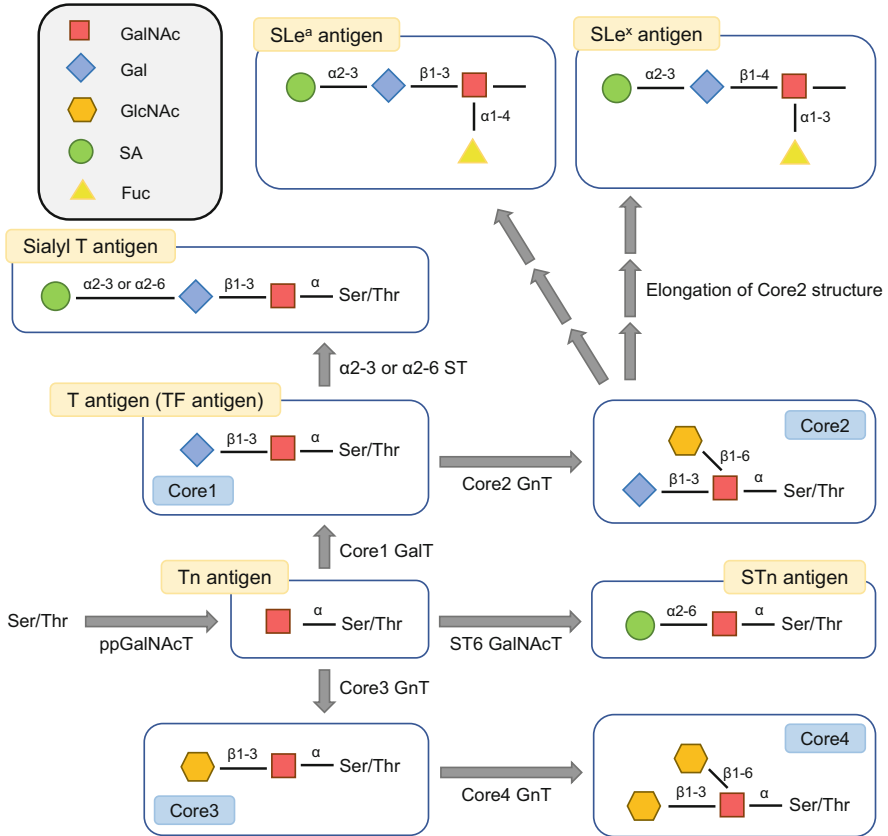 GalNAc
Gal
GlcNAc
SA
Fuc
SLeᵃ antigen
α2-3
β1-3
α1-4
SLeˣ antigen
α2-3
β1-4
α1-3
Sialyl T antigen
α2-3 or α2-6
β1-3
α
Ser/Thr
Elongation of Core2 structure
α2-3 or α2-6 ST
T antigen (TF antigen)
β1-3
α
Ser/Thr
Core1
Core2 GnT
Core2
β1-6
β1-3
α
Ser/Thr
Core1 GalT
Ser/Thr
ppGalNAcT
Tn antigen
α
Ser/Thr
ST6 GalNAcT
STn antigen
α2-6
α
Ser/Thr
Core3 GnT
β1-3
α
Ser/Thr
Core3
Core4 GnT
Core4
β1-6
β1-3
α
Ser/Thr